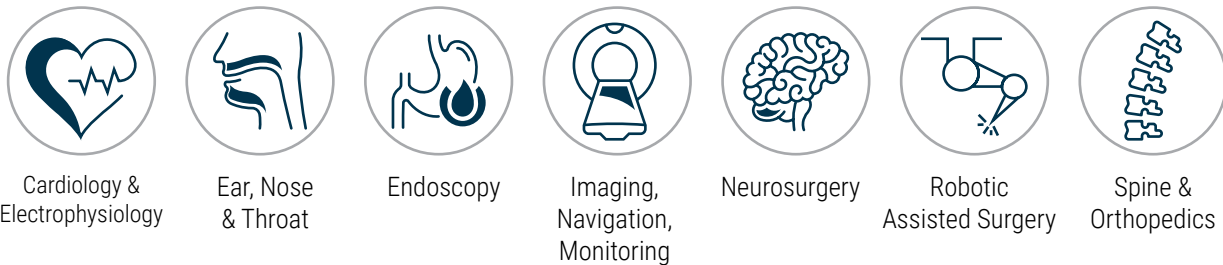 Cardiology &
Electrophysiology
Ear, Nose
& Throat
Endoscopy
Imaging,
Navigation,
Monitoring
Neurosurgery
Robotic
Assisted Surgery
Spine &
Orthopedics